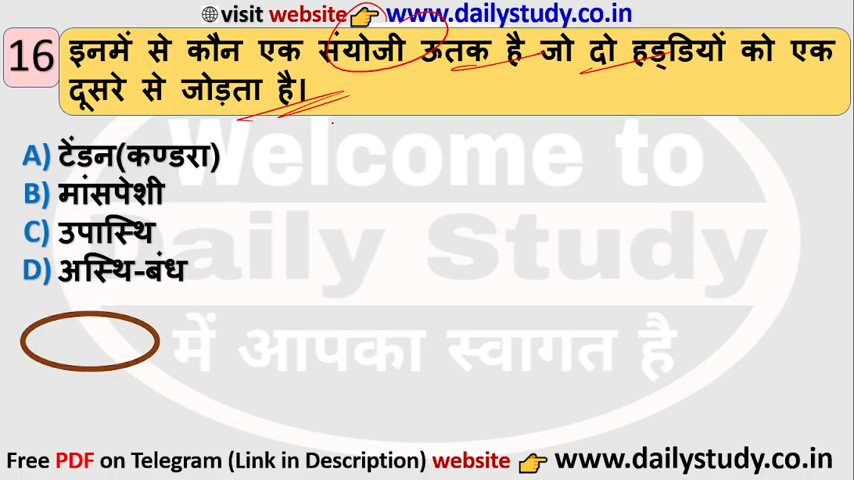 visit website 👉 www.dailystudy.co.in
16
इनमें से कौन एक संयोजी ऊतक है जो दो हड्डियों को एक
दूसरे से जोड़ता है।
A) टेंडन(कण्डरा)
B) मांसपेशी
C) उपास्थि
D) अस्थि-बंध
Welcome to
Daily Study
में आपका स्वागत है
Free PDF on Telegram (Link in Description) website 👉 www.dailystudy.co.in